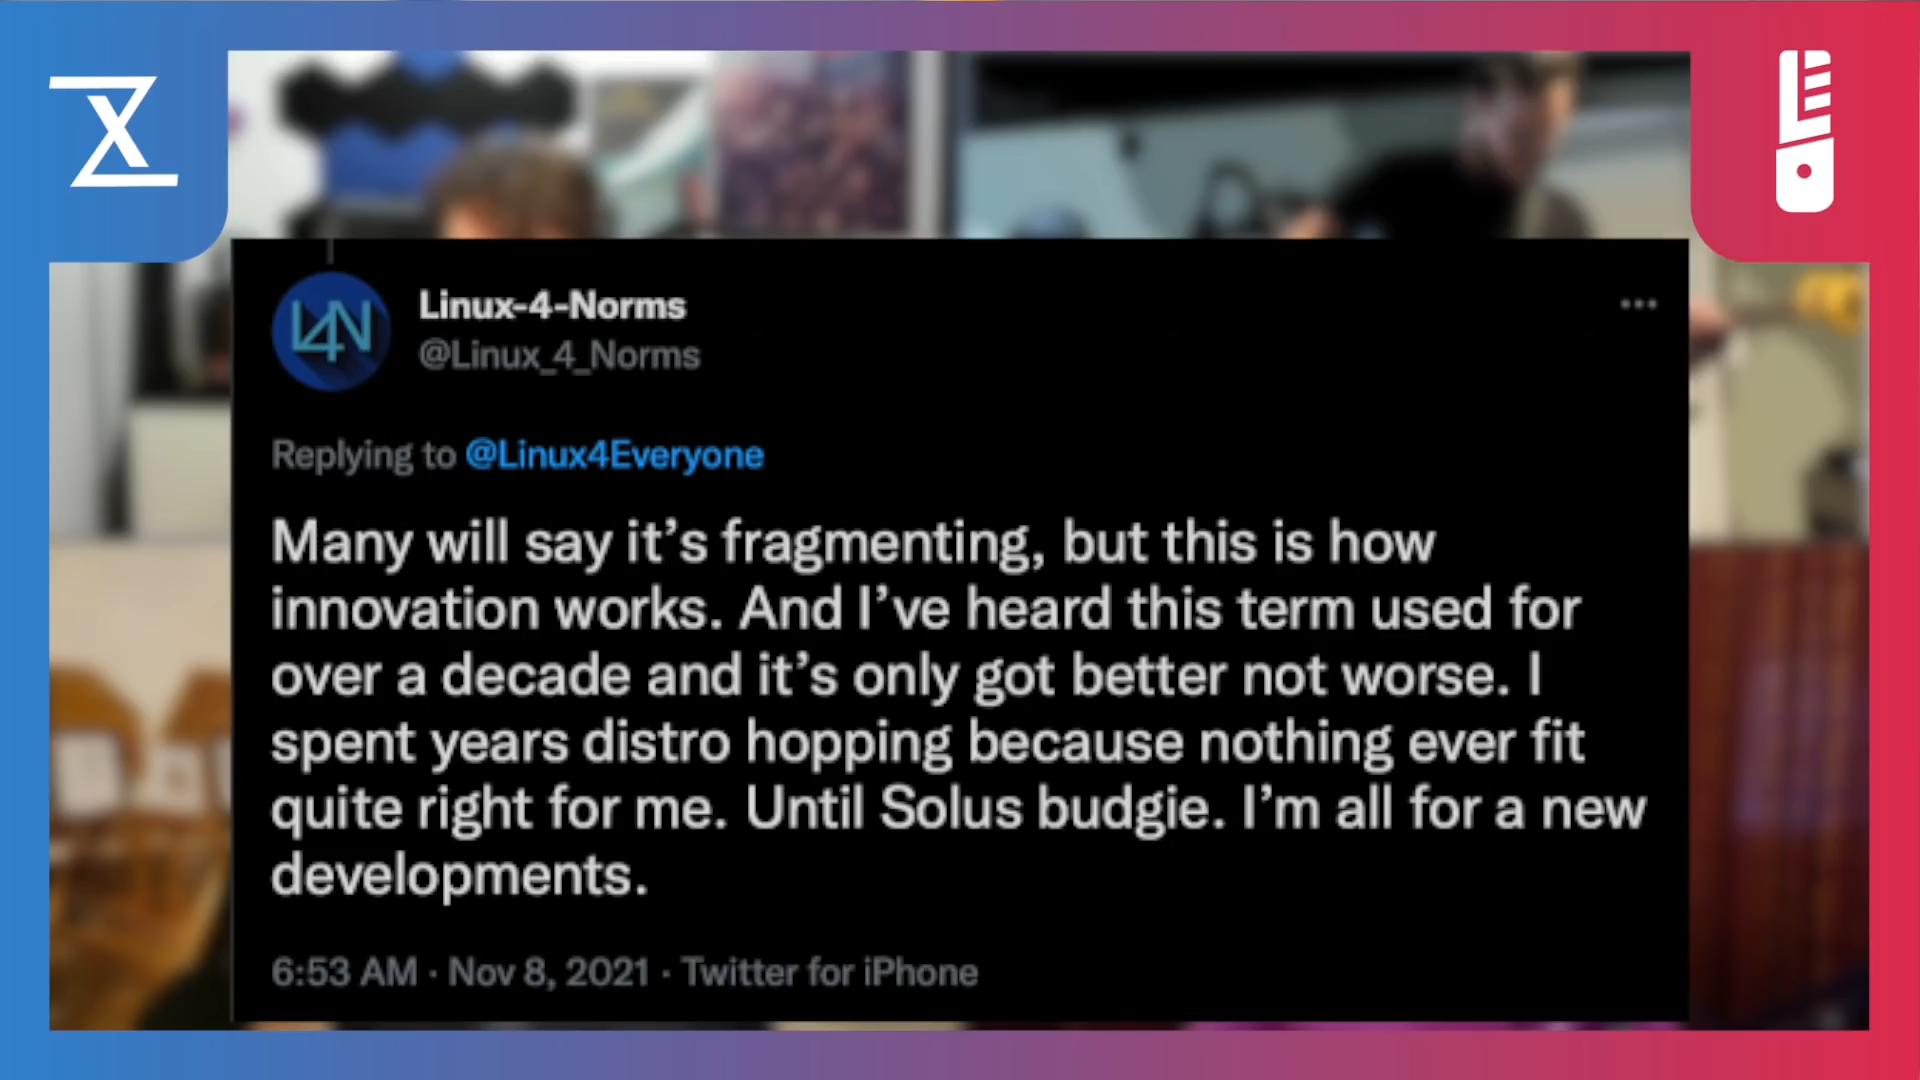 L4N
Linux-4-Norms
@Linux_4_Norms
Replying to @Linux4Everyone
Many will say it’s fragmenting, but this is how
innovation works. And I’ve heard this term used for
over a decade and it’s only got better not worse. I
spent years distro hopping because nothing ever fit
quite right for me. Until Solus budgie. I’m all for a new
developments.
6:53 AM · Nov 8, 2021 · Twitter for iPhone